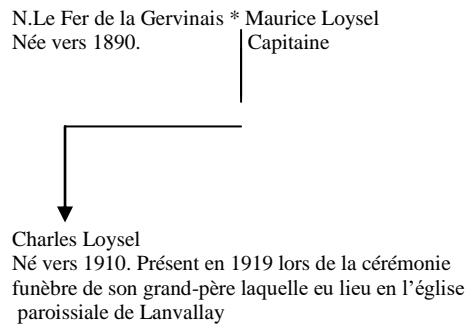 N.Le Fer de la Gervinais * Maurice Loysel
Née vers 1890. Capitaine
Charles Loysel
Né vers 1910. Présent en 1919 lors de la cérémonie
funèbre de son grand-père laquelle eu lieu en l’église
paroissiale de Lanvallay